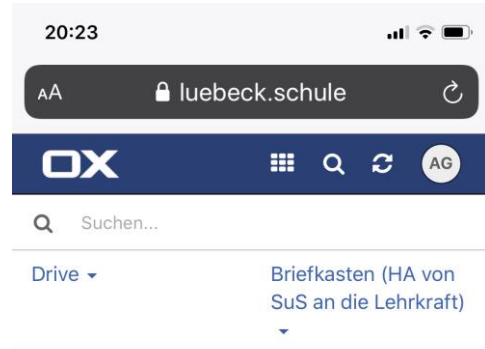 20:23
AA luebeck.schule
OX AG
Suchen...
Drive
Briefkasten (HA von
SuS an die Lehrkraft)